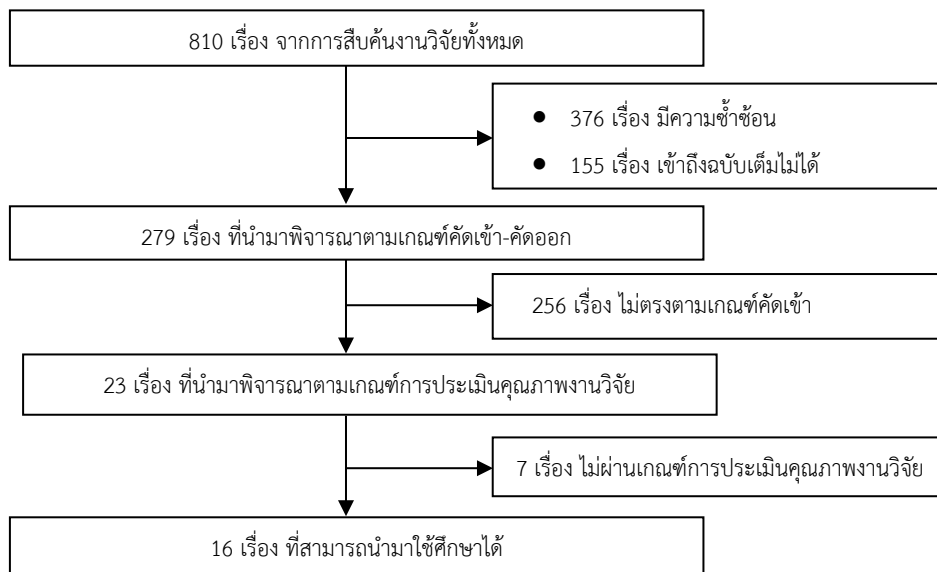 810 เรื่อง จากการสืบค้นงานวิจัยทั้งหมด
● 376 เรื่อง มีความซ้ำซ้อน
● 155 เรื่อง เข้าถึงฉบับเต็มไม่ได้
279 เรื่อง ที่นำมาพิจารณาตามเกณฑ์คัดเข้า-คัดออก
256 เรื่อง ไม่ตรงตามเกณฑ์คัดเข้า
23 เรื่อง ที่นำมาพิจารณาตามเกณฑ์การประเมินคุณภาพงานวิจัย
7 เรื่อง ไม่ผ่านเกณฑ์การประเมินคุณภาพงานวิจัย
16 เรื่อง ที่สามารถนำมาใช้ศึกษาได้